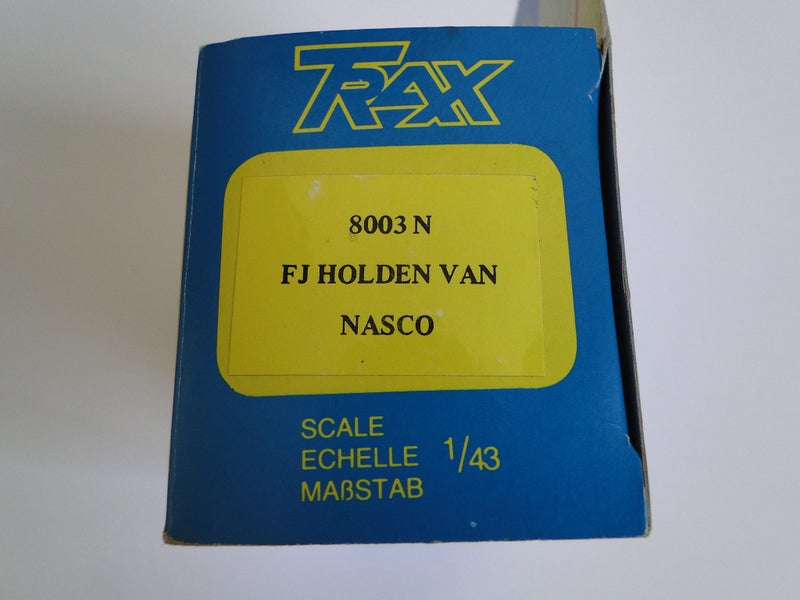 TRAX
8003 N
FJ HOLDEN VAN
NASCO
SCALE
ECHELLE 1/43
MAßSTAB